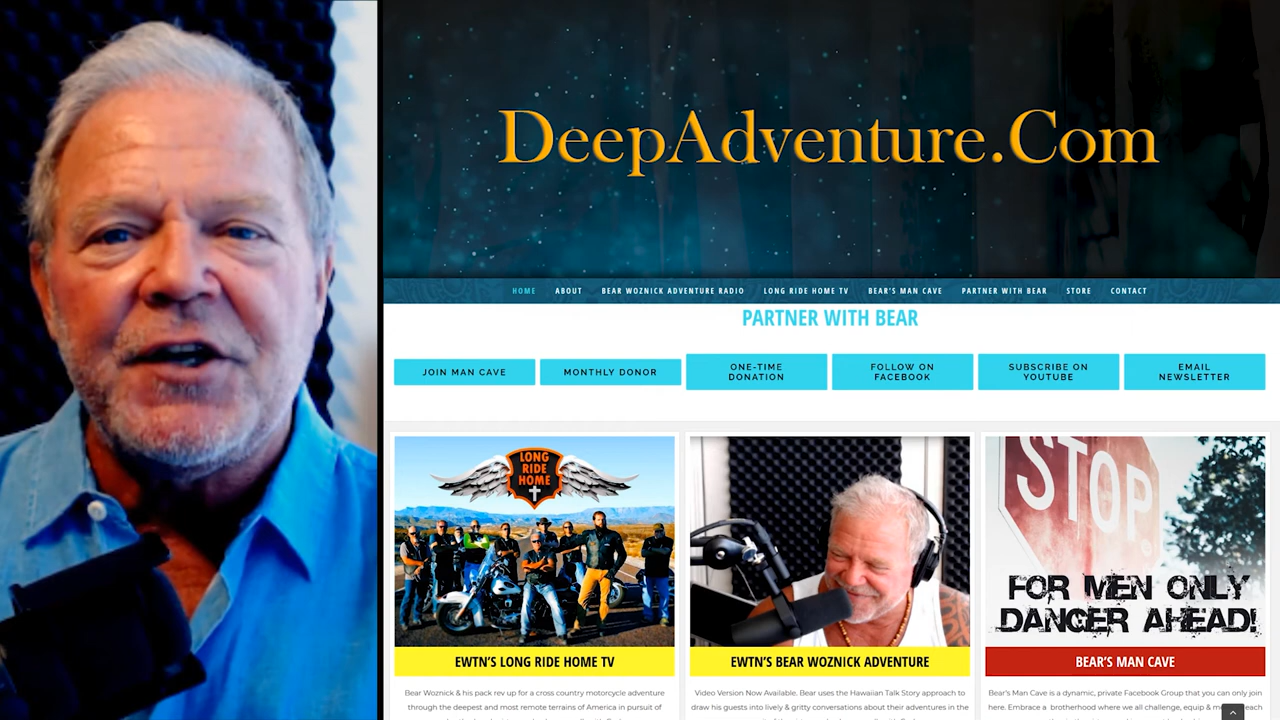 DeepAdventure.Com
HOME ABOUT BEAR WOZNICK ADVENTURE RADIO LONG RIDE HOME TV BEAR'S MAN CAVE PARTNER WITH BEAR STORE CONTACT
PARTNER WITH BEAR
JOIN MAN CAVE
MONTHLY DONOR
ONE-TIME
DONATION
FOLLOW ON
FACEBOOK
SUBSCRIBE ON
YOUTUBE
EMAIL
NEWSLETTER
LONG
RIDE
HOME
EWTN'S LONG RIDE HOME TV
Bear Woznick & his pack rev up for a cross country motorcycle adventure
through the deepest and most remote terrains of America in pursuit of
EWTN'S BEAR WOZNICK ADVENTURE
Video Version Now Available. Bear uses the Hawaiian Talk Story approach to
draw his guests into lively & gritty conversations about their adventures in the
STOP
FOR MEN ONLY
DANGER AHEAD!
BEAR'S MAN CAVE
Bear's Man Cave is a dynamic, private Facebook Group that you can only join
here. Embrace a brotherhood where we all challenge, equip &